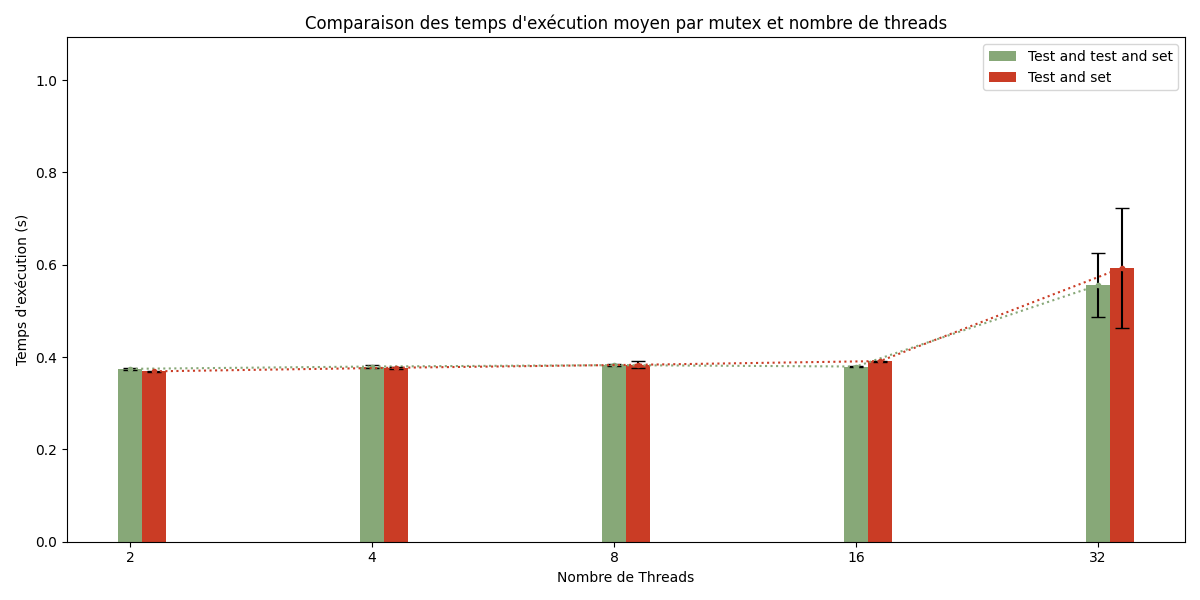 Comparaison des temps d'exécution moyen par mutex et nombre de threads
Test and test and set
Test and set
Temps d'exécution (s)
1.0
0.8
0.6
0.4
0.2
0.0
2 4 8 16 32
Nombre de Threads